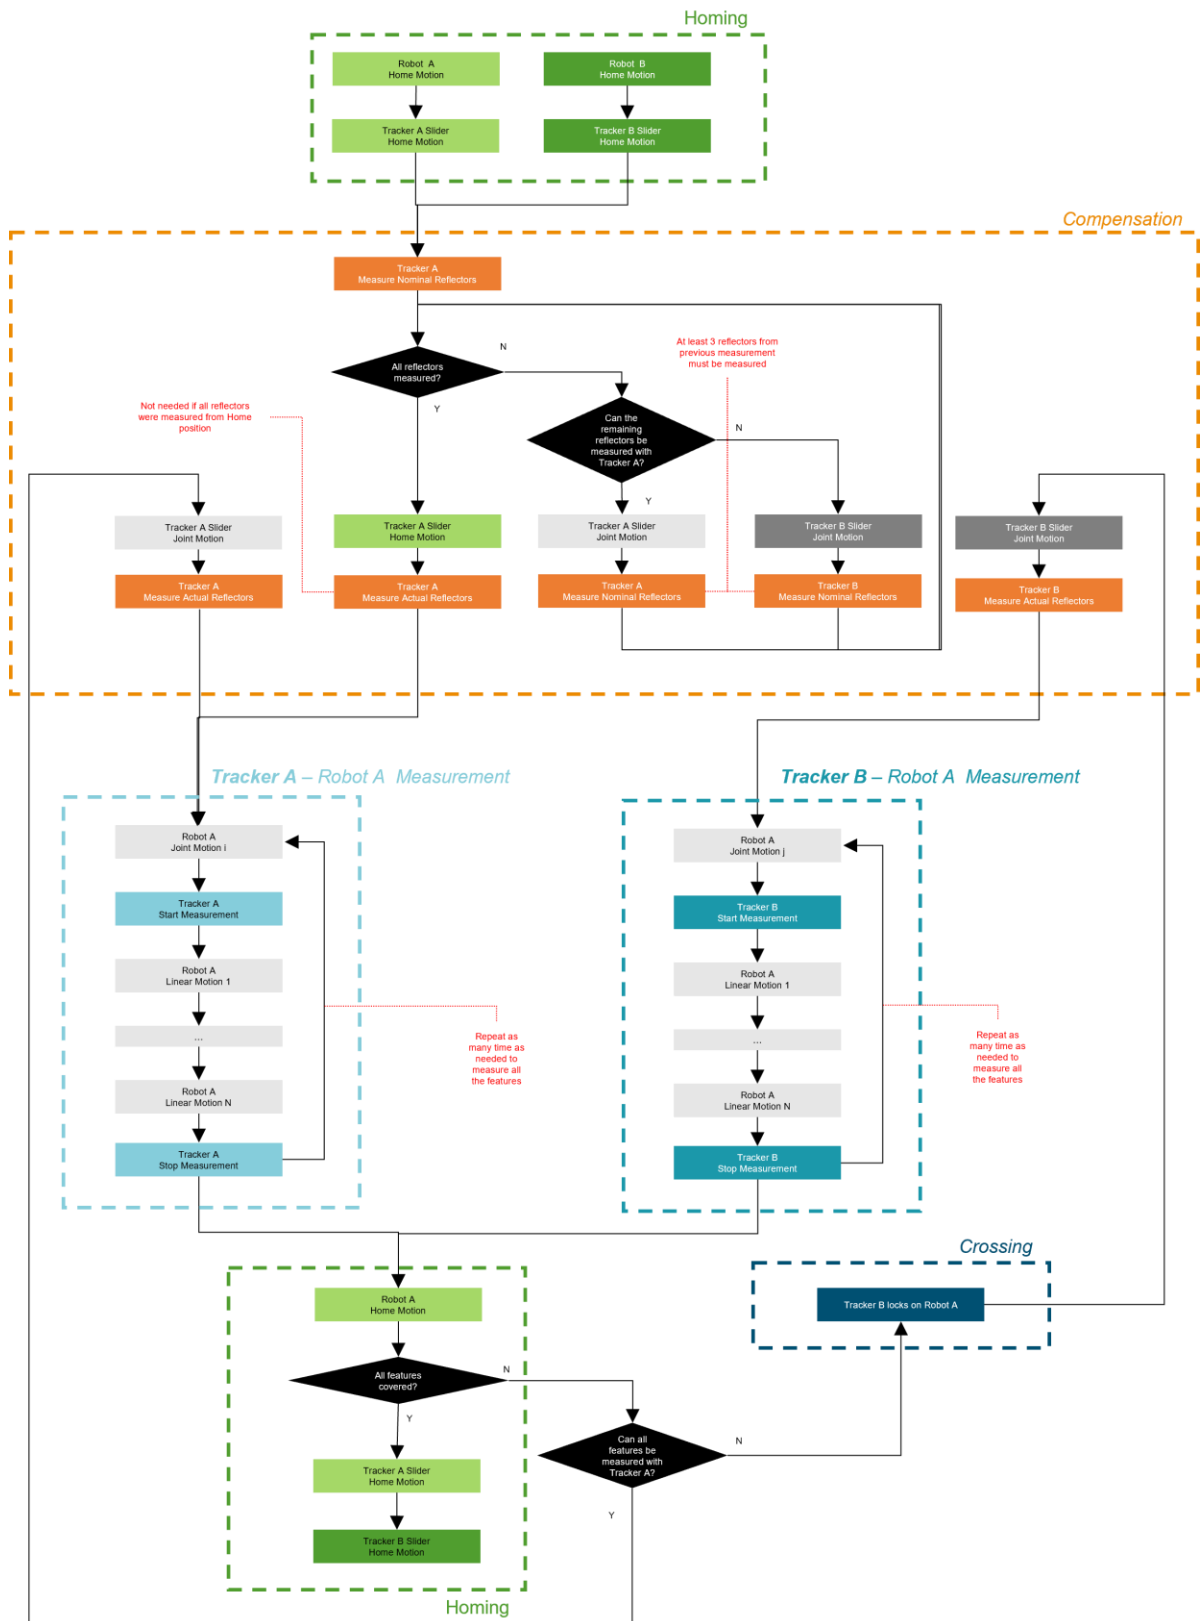 Homing
Robot A
Home Motion
Robot B
Home Motion
Tracker A Slider
Home Motion
Tracker B Slider
Home Motion
Compensation
Tracker A
Measure Nominal Reflectors
All reflectors
measured?
N
Y
At least 3 reflectors from
previous measurement
must be measured
Not needed if all reflectors
were measured from Home
position
Can the
remaining
reflectors be
measured with
Tracker A?
N
Y
Tracker A Slider
Joint Motion
Tracker A Slider
Home Motion
Tracker A Slider
Joint Motion
Tracker B Slider
Joint Motion
Tracker B Slider
Joint Motion
Tracker A
Measure Actual Reflectors
Tracker A
Measure Actual Reflectors
Tracker A
Measure Nominal Reflectors
Tracker B
Measure Nominal Reflectors
Tracker B
Measure Actual Reflectors
Tracker A – Robot A Measurement
Robot A
Joint Motion i
Tracker A
Start Measurement
Robot A
Linear Motion 1
...
Robot A
Linear Motion N
Tracker A
Stop Measurement
Repeat as
many time as
needed to
measure all
the features
Tracker B – Robot A Measurement
Robot A
Joint Motion j
Tracker B
Start Measurement
Robot A
Linear Motion 1
...
Robot A
Linear Motion N
Tracker B
Stop Measurement
Repeat as
many time as
needed to
measure all
the features
Crossing
Tracker B locks on Robot A
Robot A
Home Motion
All features
covered?
N
Y
Can all
features be
measured with
Tracker A?
N
Y
Tracker A Slider
Home Motion
Tracker B Slider
Home Motion
Homing